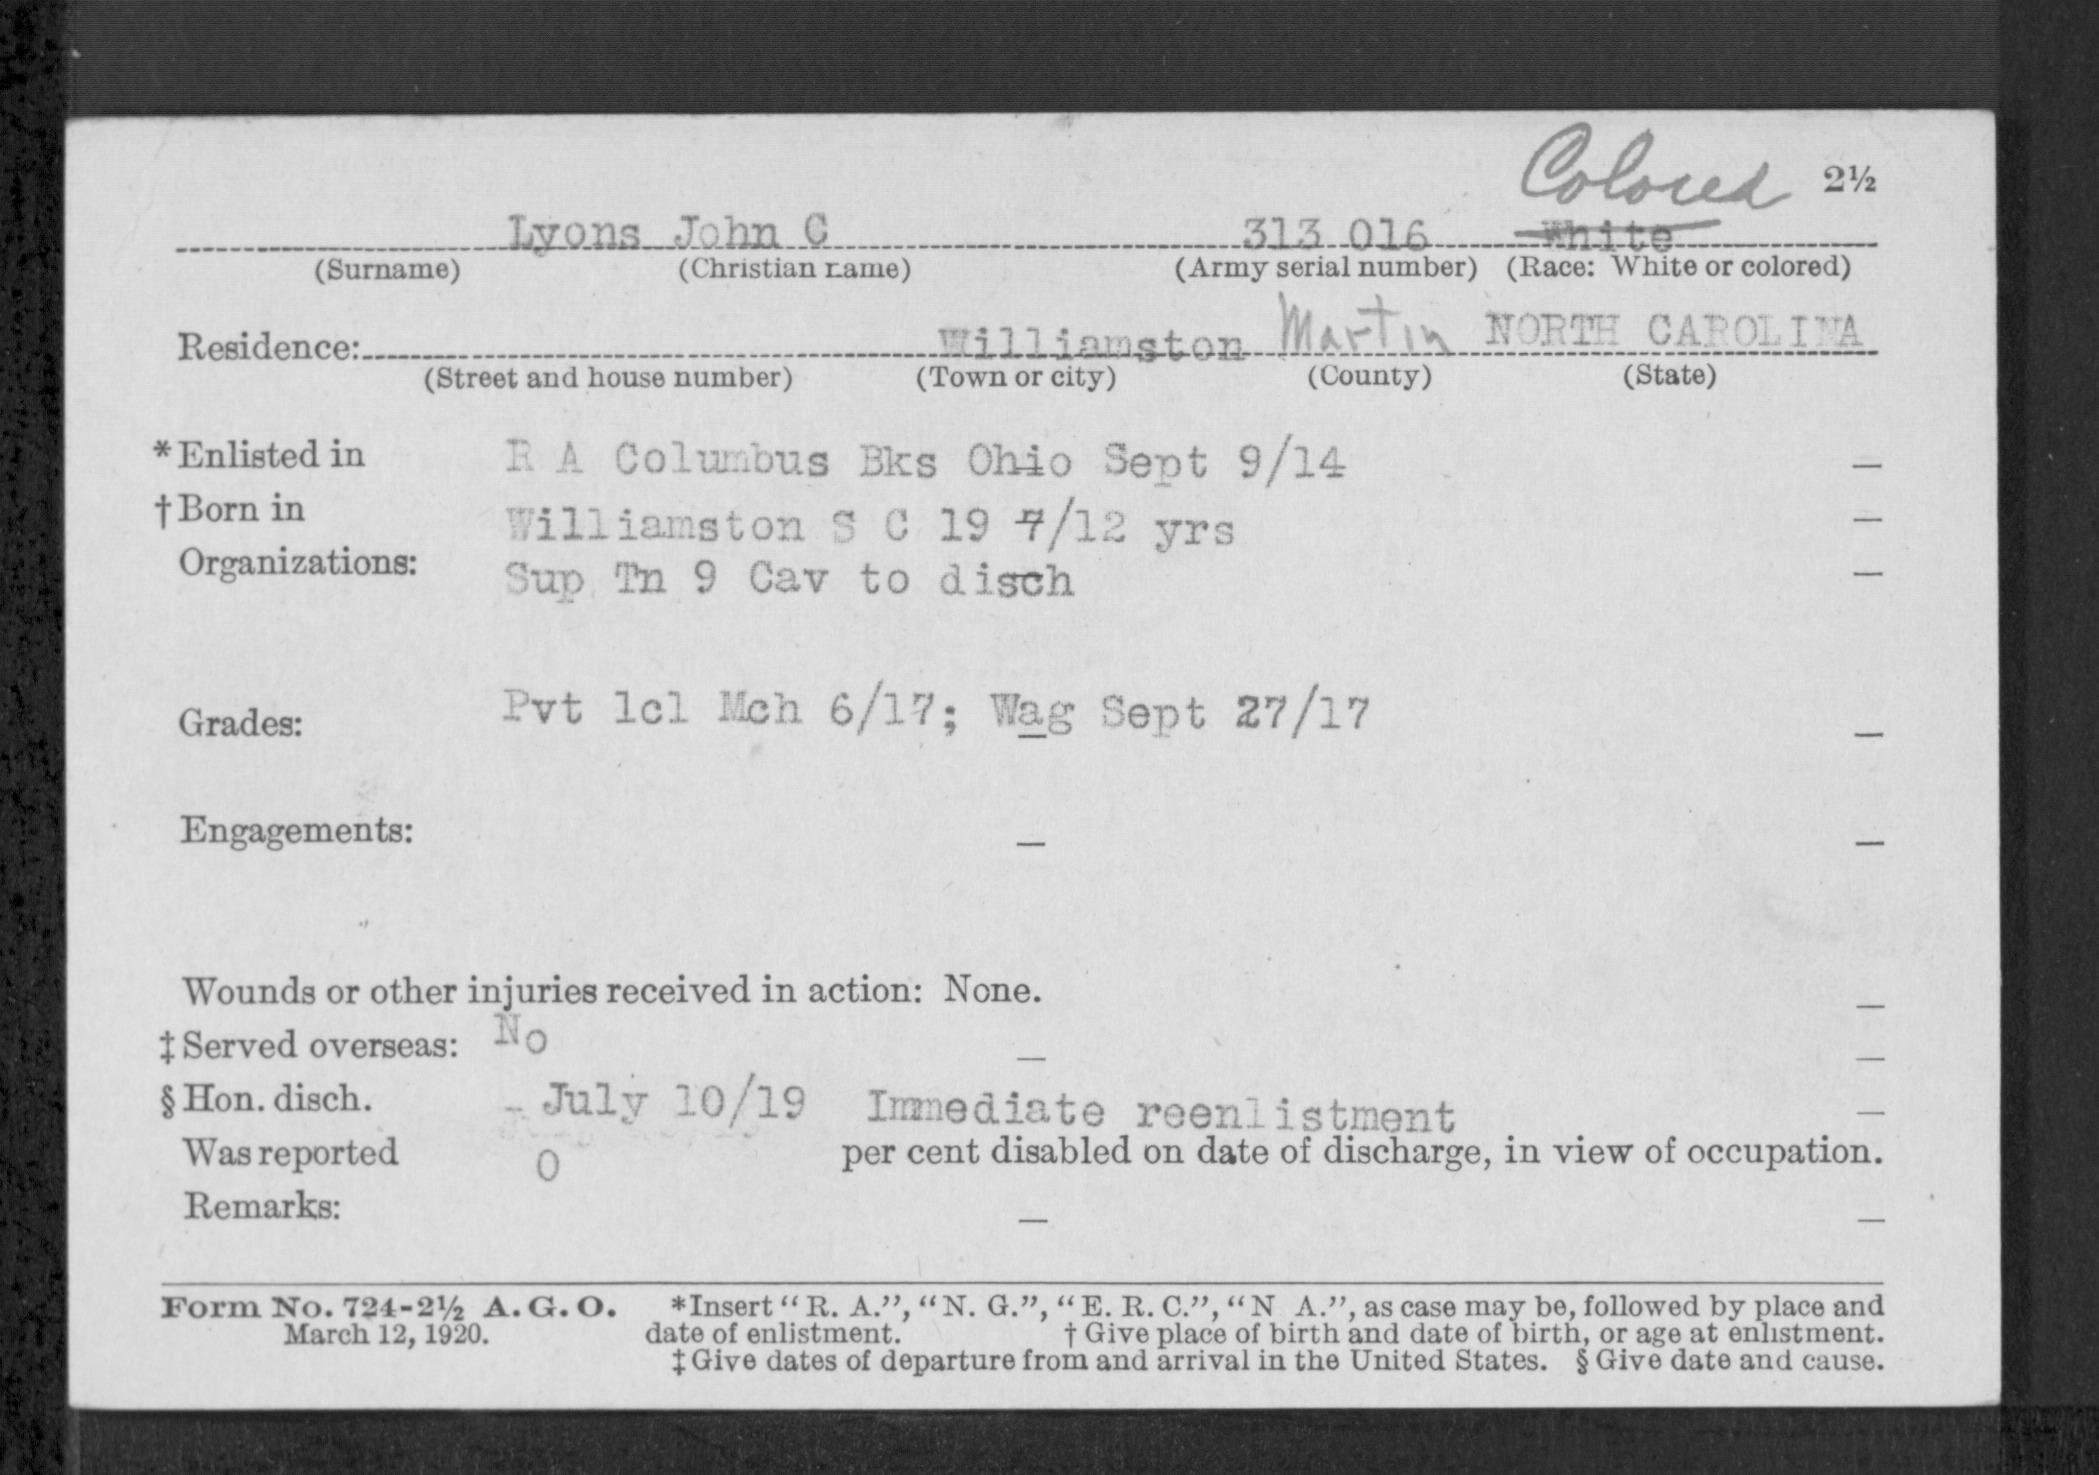 Colored 2½
Lyons John C 313 016 White
(Surname) (Christian name) (Army serial number) (Race: White or colored)
Residence: Williamston Martin NORTH CAROLINA
(Street and house number) (Town or city) (County) (State)
*Enlisted in R A Columbus Bks Ohio Sept 9/14 —
†Born in Williamston S C 19 7/12 yrs —
Organizations: Sup Tn 9 Cav to disch —
Grades: Pvt 1cl Mch 6/17; Wag Sept 27/17 —
Engagements: — —
Wounds or other injuries received in action: None. —
‡Served overseas: No — —
§Hon. disch. - July 10/19 Immediate reenlistment —
Was reported 0 per cent disabled on date of discharge, in view of occupation.
Remarks: — —
Form No. 724-2½ A.G.O. *Insert "R. A.", "N. G.", "E. R. C.", "N A.", as case may be, followed by place and
March 12, 1920. date of enlistment. †Give place of birth and date of birth, or age at enlistment.
‡Give dates of departure from and arrival in the United States. §Give date and cause.